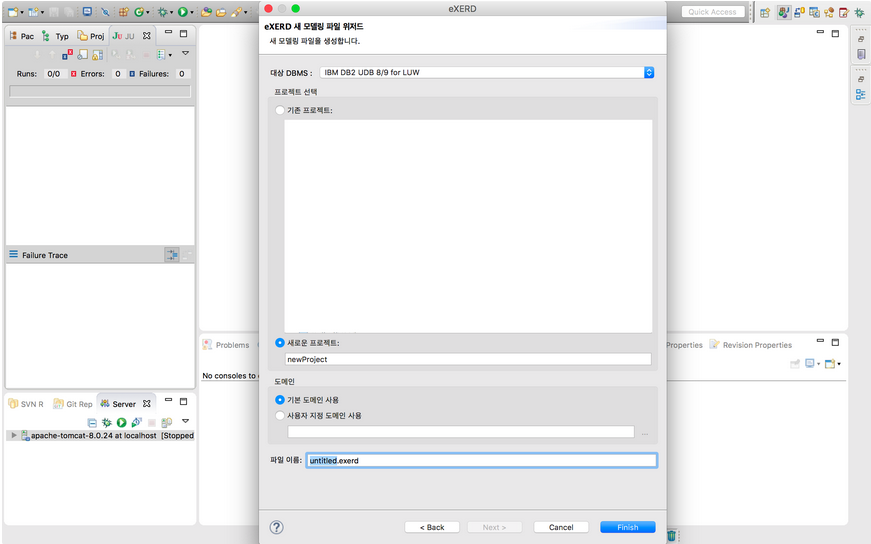 eXERD
Quick Access
Pac
Typ
Proj
JU
Runs: 0/0 Errors: 0 Failures: 0
Failure Trace
SVN R
Git Rep
Server
apache-tomcat-8.0.24 at localhost [Stopped
Problems
No consoles to
eXERD 새 모델링 파일 위저드
새 모델링 파일을 생성합니다.
대상 DBMS : IBM DB2 UDB 8/9 for LUW
프로젝트 선택
기존 프로젝트:
새로운 프로젝트:
newProject
도메인
기본 도메인 사용
사용자 지정 도메인 사용
...
파일 이름: untitled.exerd
< Back
Next >
Cancel
Finish
Properties
Revision Properties